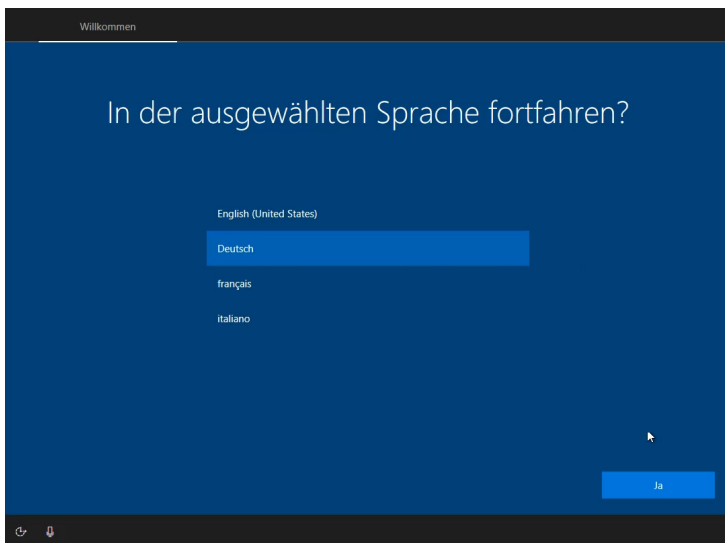 Willkommen
In der ausgewählten Sprache fortfahren?
English (United States)
Deutsch
français
italiano
Ja